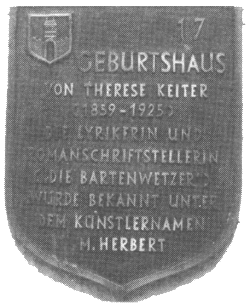 17
GEBURTSHAUS
VON THERESE KEITER
(1859-1925)
DIE LYRIKERIN UND
ROMANSCHRIFTSTELLERIN
("DIE BARTENWETZER")
WURDE BEKANNT UNTER
DEM KÜNSTLERNAMEN
M. HERBERT